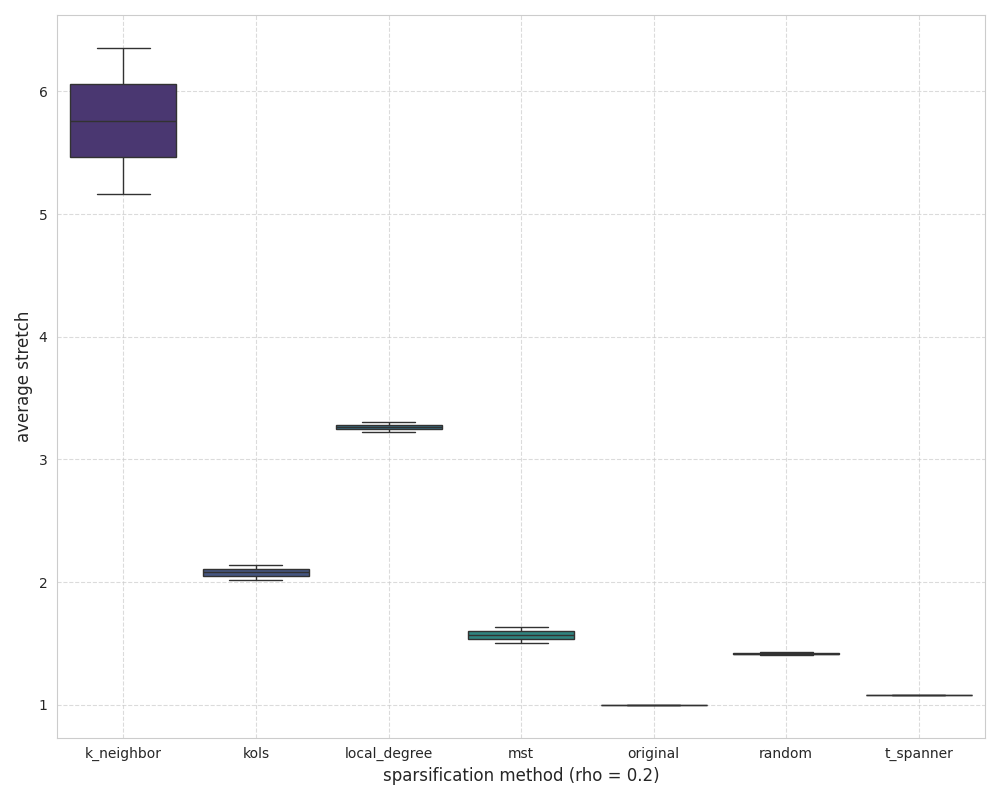 average stretch
6
5
4
3
2
1
k_neighbor kols local_degree mst original random t_spanner
sparsification method (rho = 0.2)